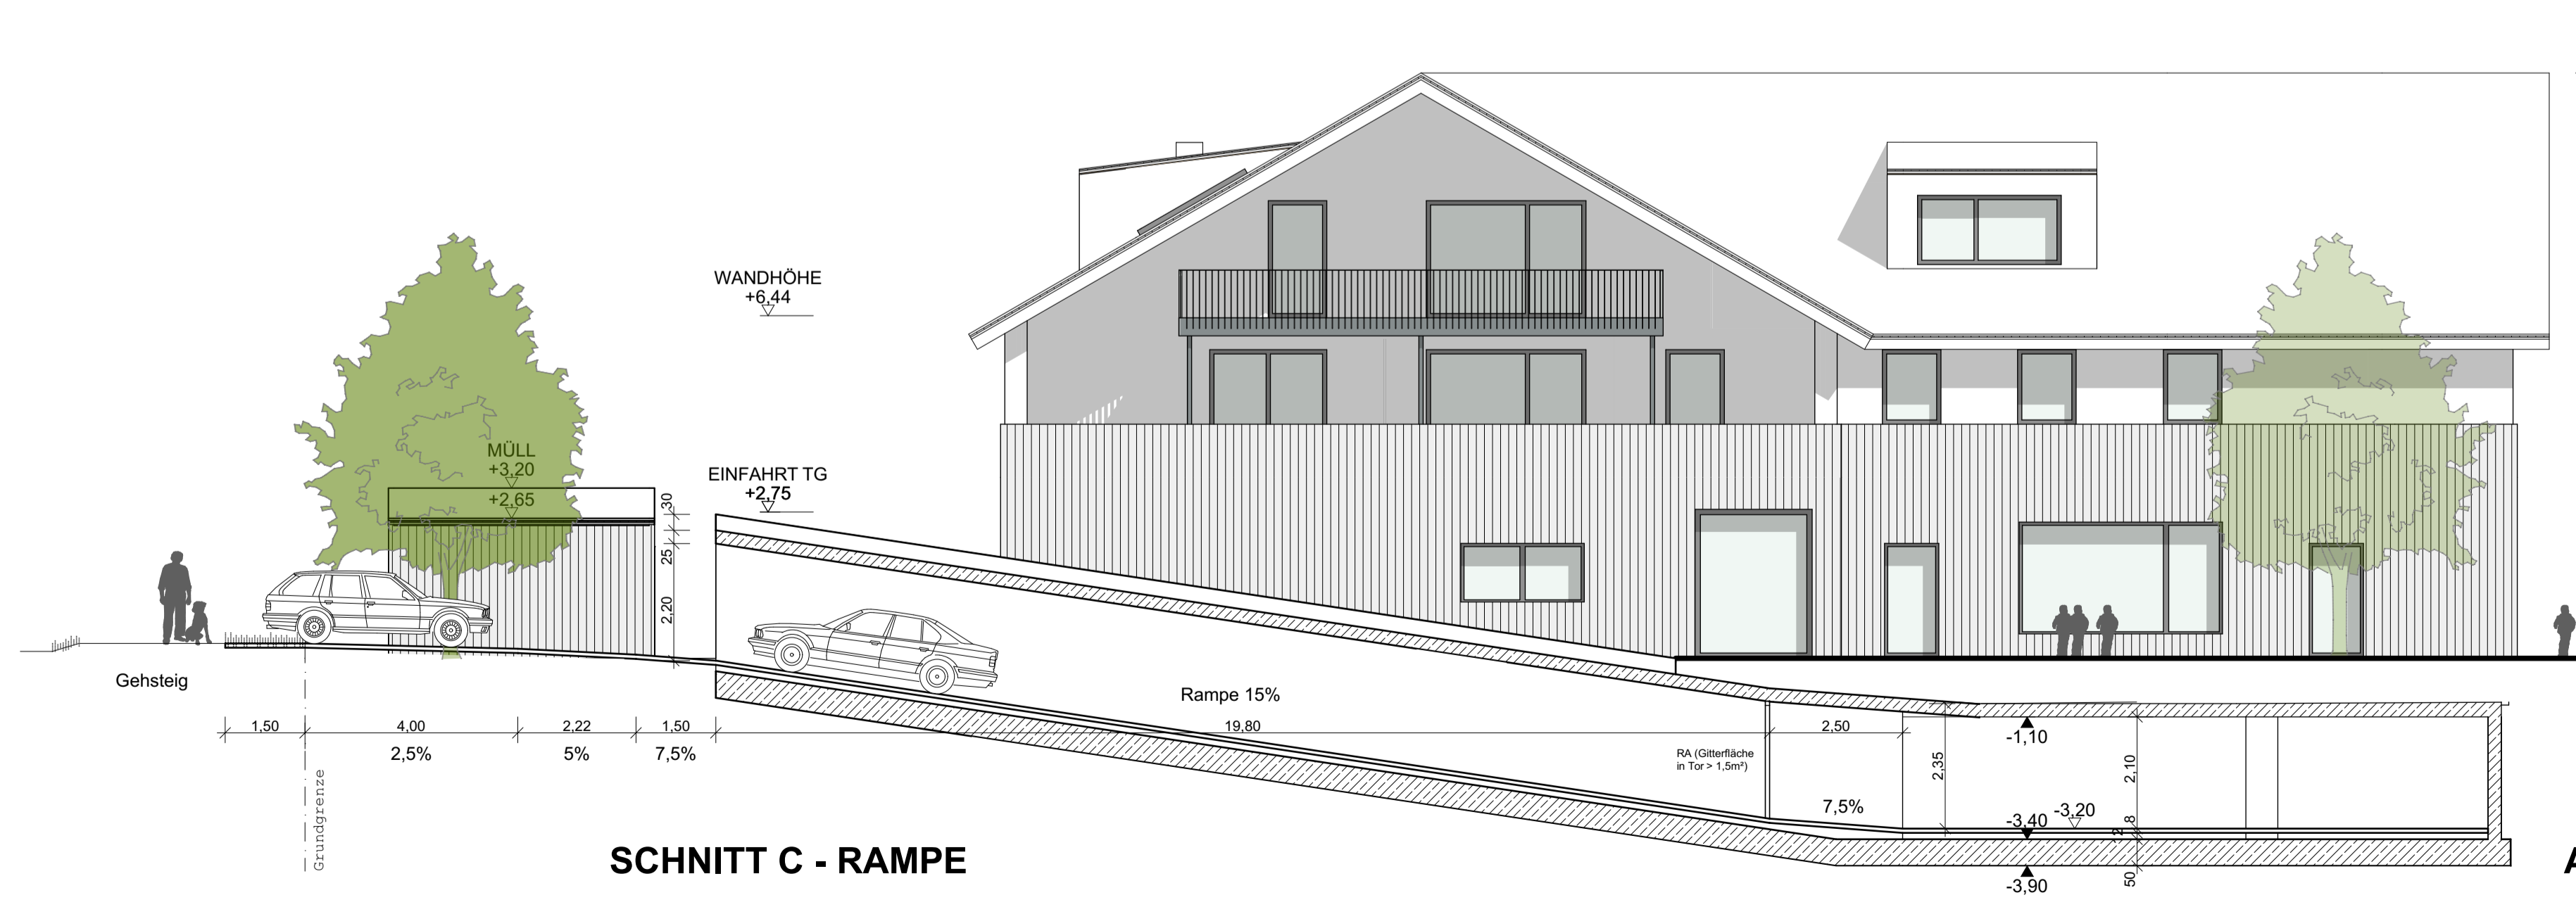 WANDHÖHE
+6,44
MÜLL
+3,20
+2,65
EINFAHRT TG
+2,75
30
25
2,20
Gehsteig
Rampe 15%
1,50
4,00
2,22
1,50
19,80
2,50
2,5%
5%
7,5%
RA (Gitterfläche
in Tor > 1,5m²)
-1,10
2,35
2,10
7,5%
-3,40
-3,20
2
8
Grundgrenze
SCHNITT C - RAMPE
50
-3,90
A